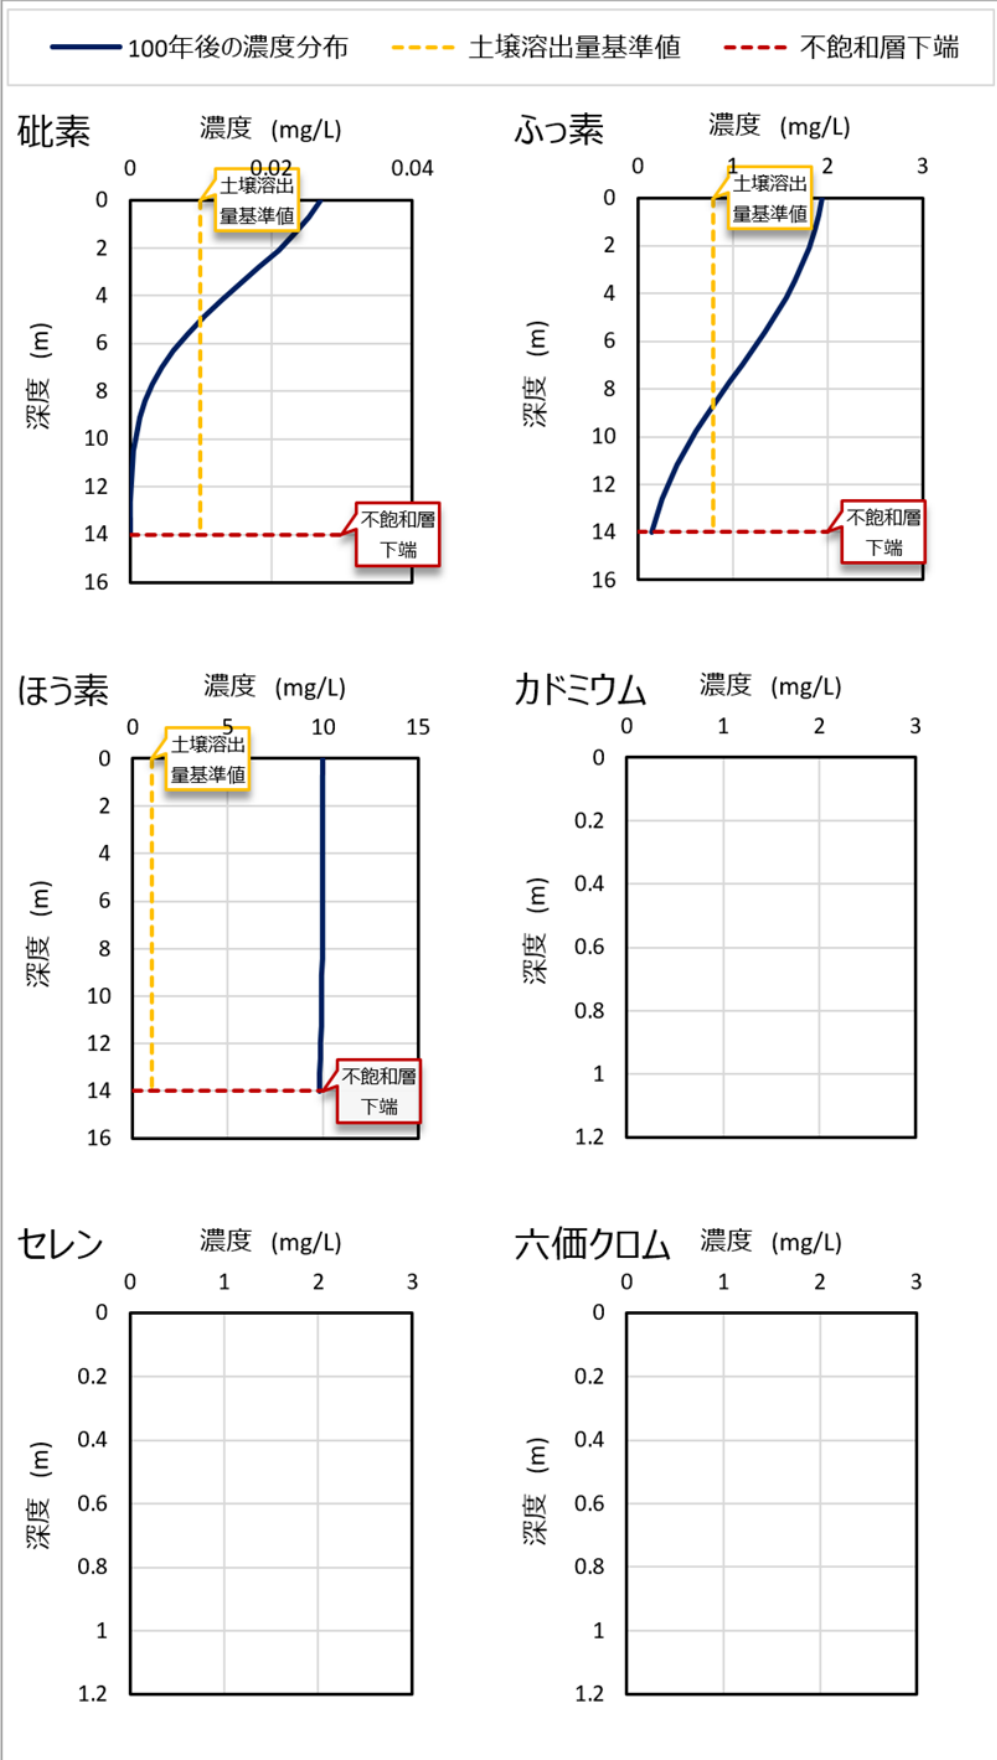 100年後の濃度分布 土壌溶出量基準値 不飽和層下端
砒素 濃度 (mg/L)
0 0.02 0.04
土壌溶出
量基準値
0
2
4
6
8
10
12
14
16
深度 (m)
不飽和層
下端
ふっ素 濃度 (mg/L)
0 1 2 3
土壌溶出
量基準値
0
2
4
6
8
10
12
14
16
深度 (m)
不飽和層
下端
ほう素 濃度 (mg/L)
0 5 10 15
土壌溶出
量基準値
0
2
4
6
8
10
12
14
16
深度 (m)
不飽和層
下端
カドミウム 濃度 (mg/L)
0 1 2 3
0
0.2
0.4
0.6
0.8
1
1.2
深度 (m)
セレン 濃度 (mg/L)
0 1 2 3
0
0.2
0.4
0.6
0.8
1
1.2
深度 (m)
六価クロム 濃度 (mg/L)
0 1 2 3
0
0.2
0.4
0.6
0.8
1
1.2
深度 (m)